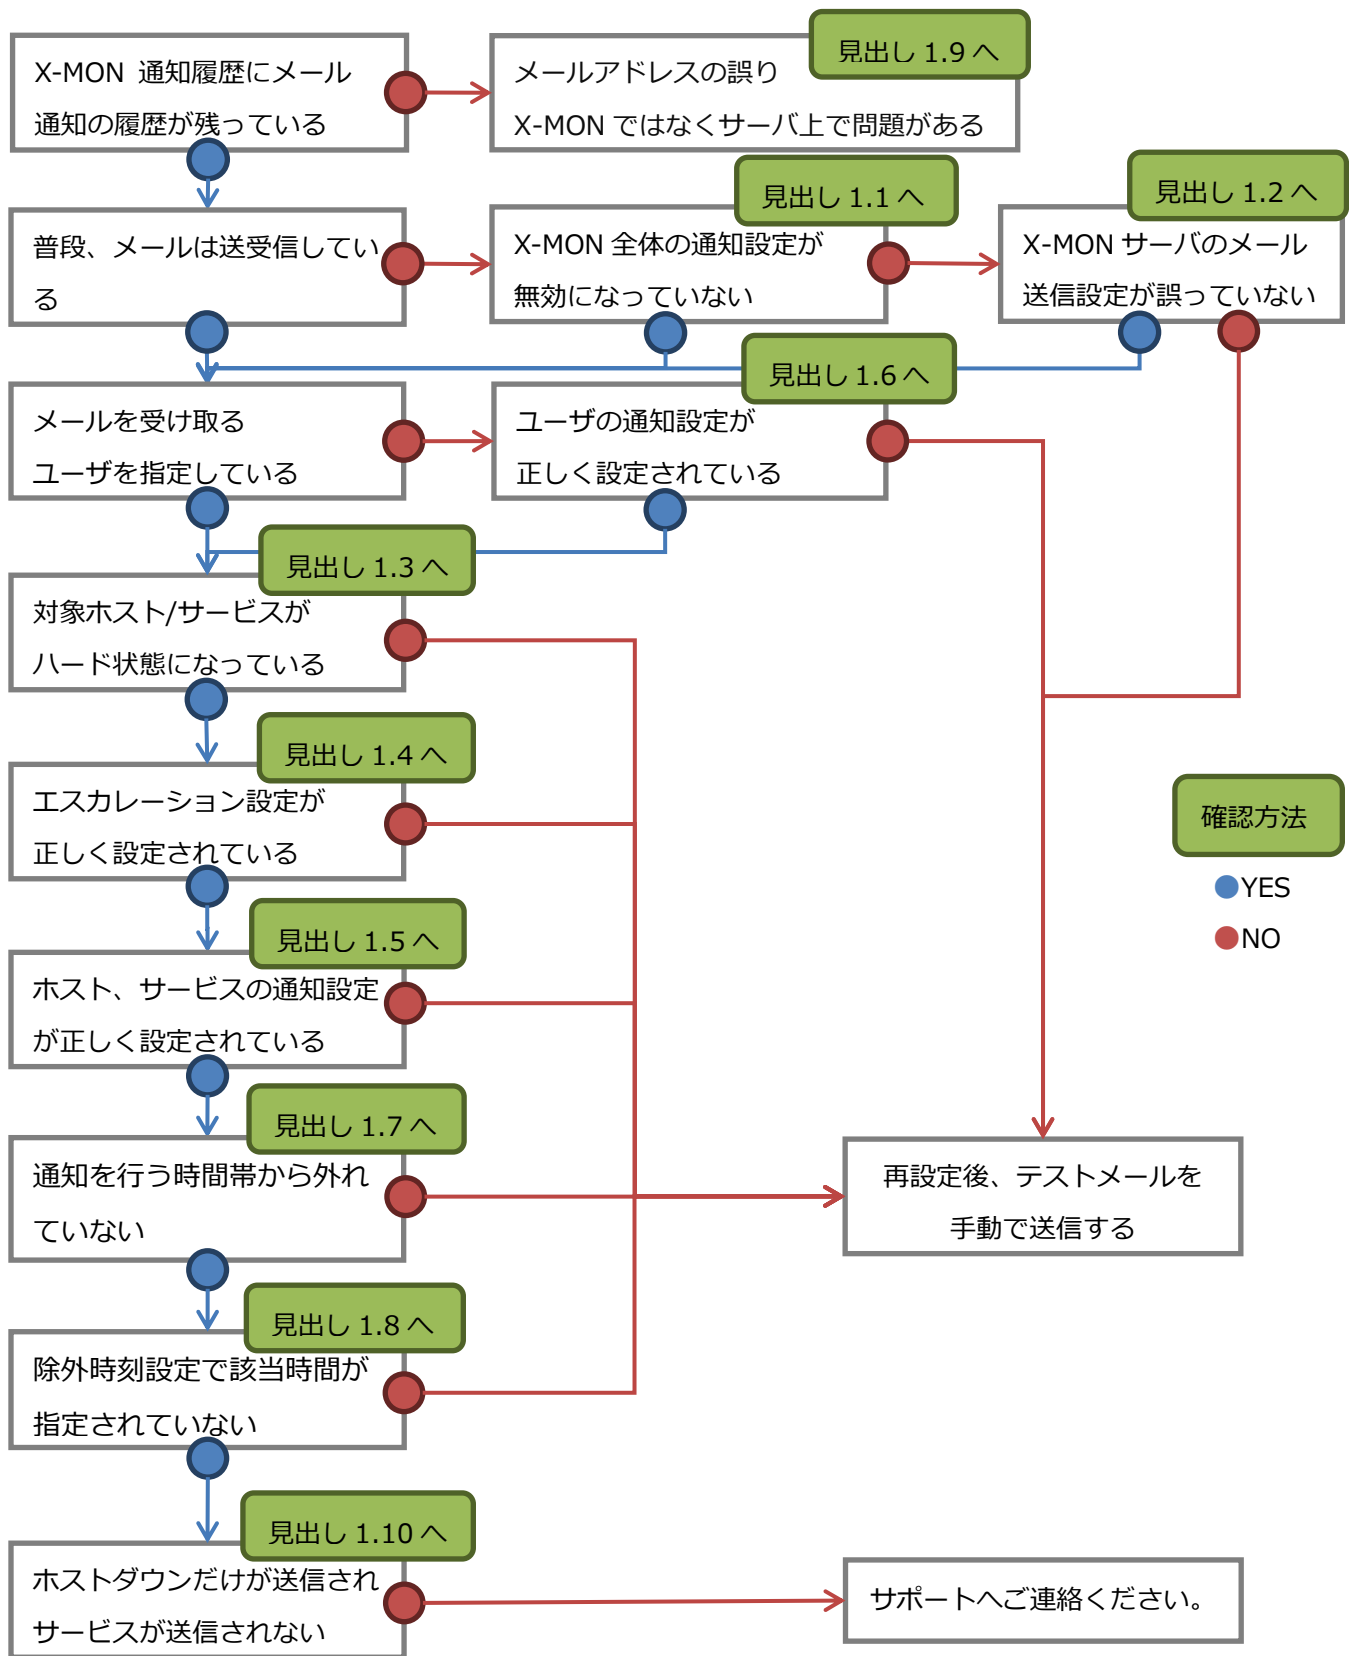 見出し 1.9 へ
X-MON 通知履歴にメール
通知の履歴が残っている
メールアドレスの誤り
X-MON ではなくサーバ上で問題がある
見出し 1.1 へ
見出し 1.2 へ
普段、メールは送受信してい
る
X-MON 全体の通知設定が
無効になっていない
X-MON サーバのメール
送信設定が誤っていない
見出し 1.6 へ
メールを受け取る
ユーザを指定している
ユーザの通知設定が
正しく設定されている
見出し 1.3 へ
対象ホスト/サービスが
ハード状態になっている
見出し 1.4 へ
エスカレーション設定が
正しく設定されている
確認方法
YES
NO
見出し 1.5 へ
ホスト、サービスの通知設定
が正しく設定されている
見出し 1.7 へ
通知を行う時間帯から外れ
ていない
再設定後、テストメールを
手動で送信する
見出し 1.8 へ
除外時刻設定で該当時間が
指定されていない
見出し 1.10 へ
ホストダウンだけが送信され
サービスが送信されない
サポートへご連絡ください。